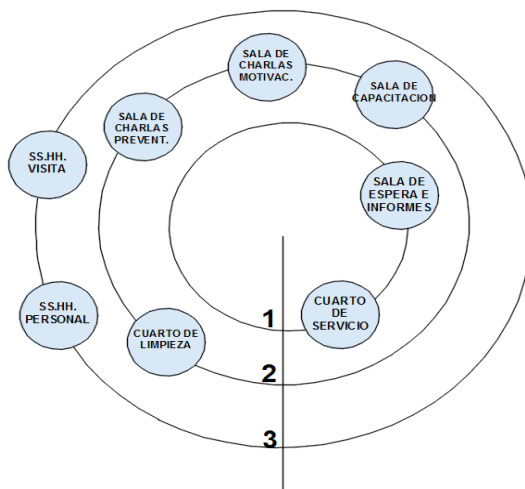 SALA DE
CHARLAS
MOTIVAC.
SALA DE
CAPACITACION
SALA DE
CHARLAS
PREVENT.
SS.HH.
VISITA
SALA DE
ESPERA E
INFORMES
SS.HH.
PERSONAL
CUARTO DE
LIMPIEZA
CUARTO
DE
SERVICIO
1
2
3